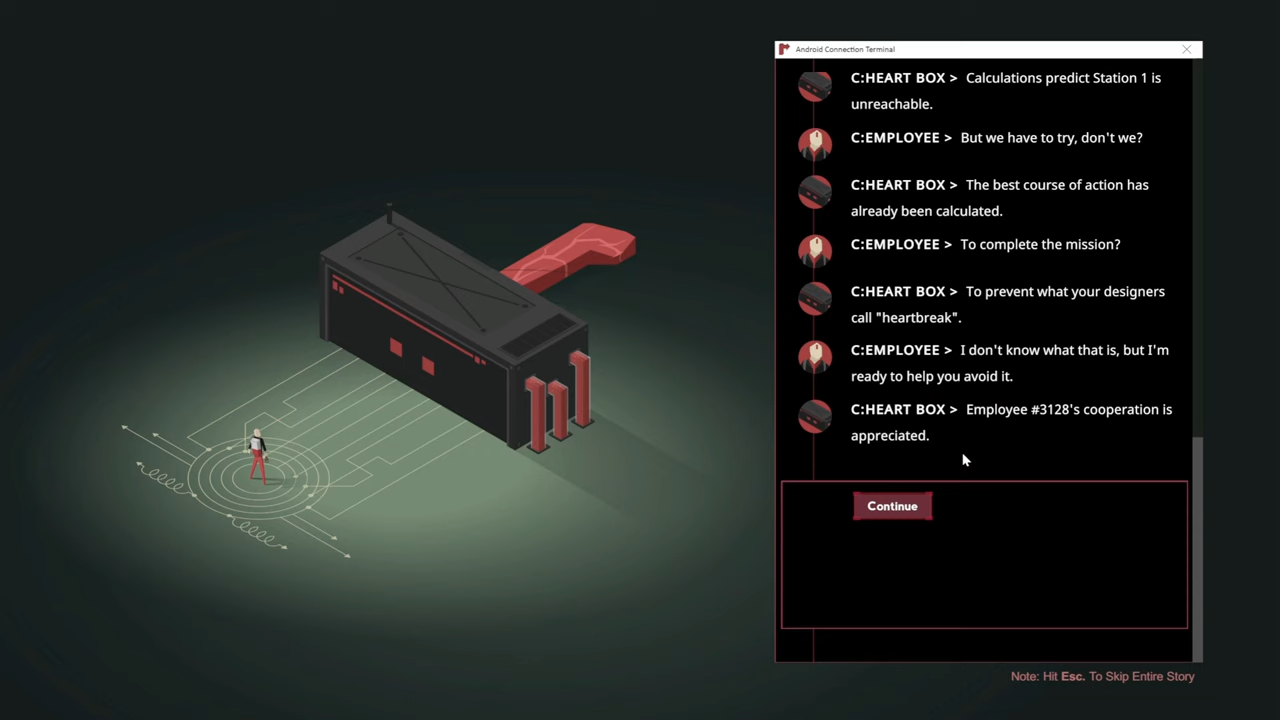 Android Connection Terminal
C:HEART BOX > Calculations predict Station 1 is
unreachable.
C:EMPLOYEE > But we have to try, don't we?
C:HEART BOX > The best course of action has
already been calculated.
C:EMPLOYEE > To complete the mission?
C:HEART BOX > To prevent what your designers
call "heartbreak".
C:EMPLOYEE > I don't know what that is, but I'm
ready to help you avoid it.
C:HEART BOX > Employee #3128's cooperation is
appreciated.
Continue
Note: Hit Esc. To Skip Entire Story